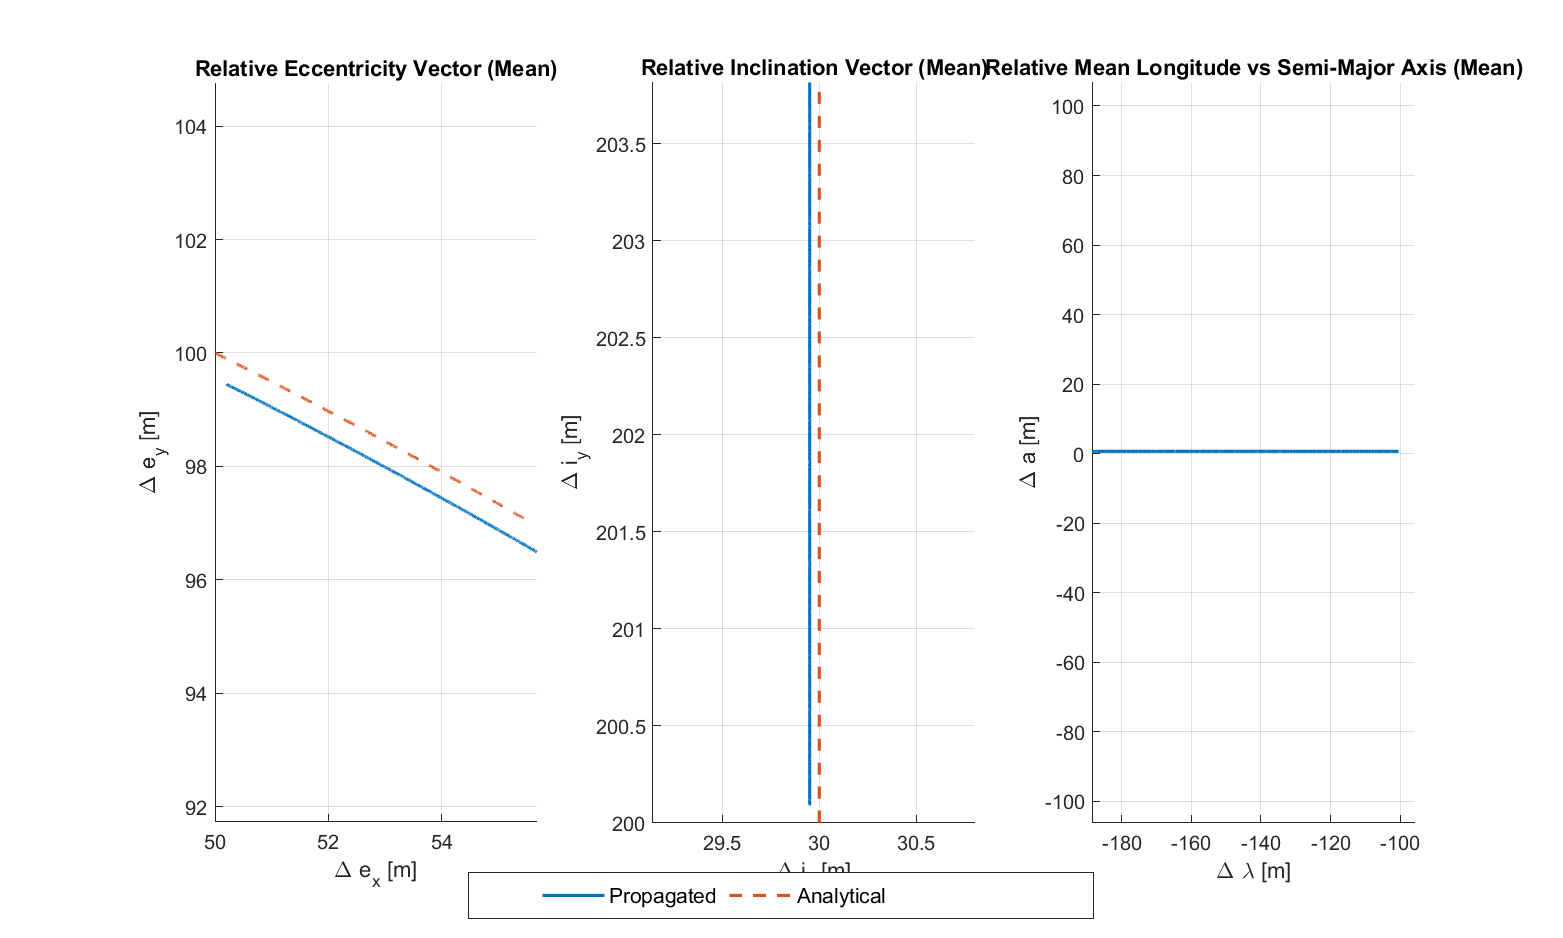 Relative Eccentricity Vector (Mean)
104
102
100
98
96
94
92
50 52 54
Δ e_y [m]
Δ e_x [m]
Relative Inclination Vector (Mean)
203.5
203
202.5
202
201.5
201
200.5
200
29.5 30 30.5
Δ i_y [m]
Δ i [m]
Relative Mean Longitude vs Semi-Major Axis (Mean)
100
80
60
40
20
0
-20
-40
-60
-80
-100
-180 -160 -140 -120 -100
Δ a [m]
Δ λ [m]
Propagated Analytical